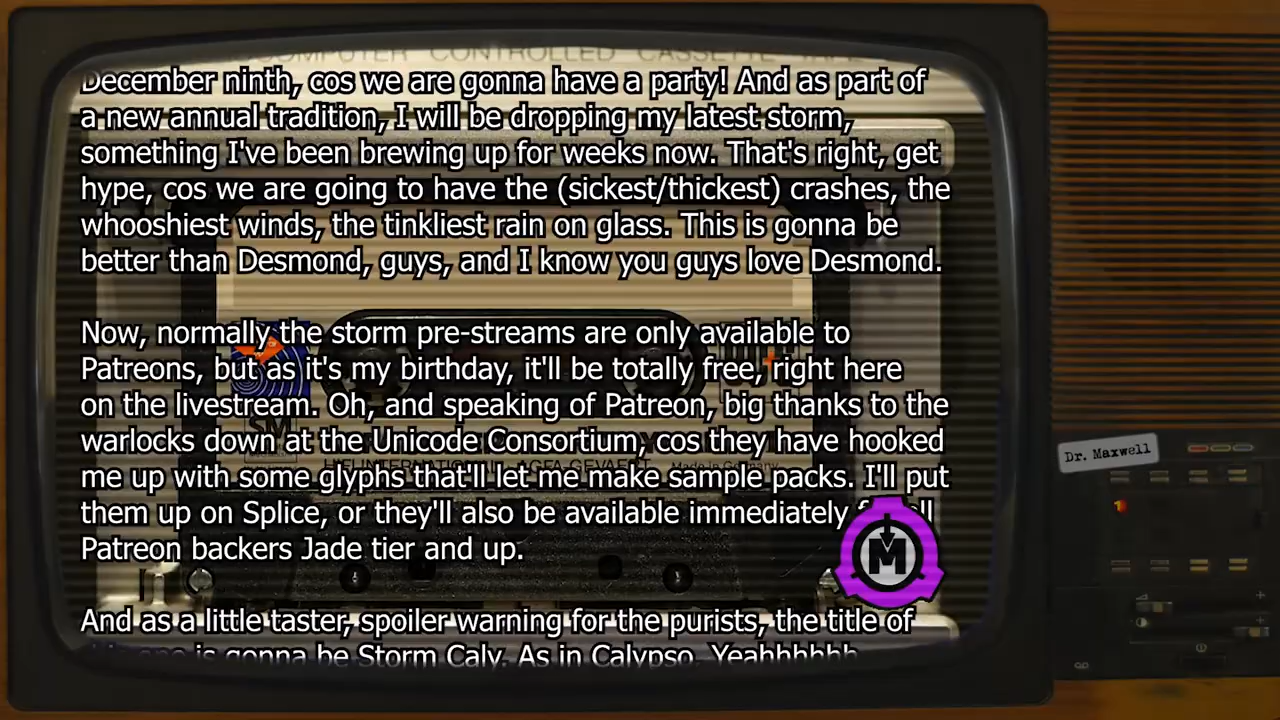 COMPUTER CONTROLLED CASSETTE
December ninth, cos we are gonna have a party! And as part of
a new annual tradition, I will be dropping my latest storm,
something I've been brewing up for weeks now. That's right, get
hype, cos we are going to have the (sickest/thickest) crashes, the
whooshiest winds, the tinkliest rain on glass. This is gonna be
better than Desmond, guys, and I know you guys love Desmond.
Now, normally the storm pre-streams are only available to
Patreons, but as it's my birthday, it'll be totally free, right here
on the livestream. Oh, and speaking of Patreon, big thanks to the
warlocks down at the Unicode Consortium, cos they have hooked
me up with some glyphs that'll let me make sample packs. I'll put
them up on Splice, or they'll also be available immediately
Patreon backers Jade tier and up.
And as a little taster, spoiler warning for the purists, the title of
is gonna be Storm Caly. As in Calypso. Yeahhhhhh
Dr. Maxwell
M
SM
Made in Germany